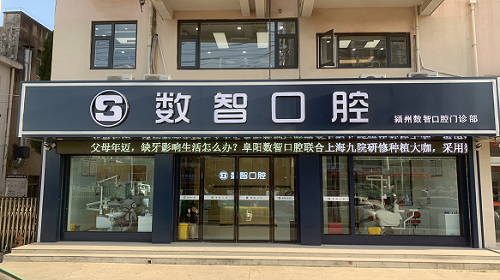 数智口腔
颍州数智口腔门诊部
父母年迈，缺牙影响生活怎么办？阜阳数智口腔联合上海九院研修种植大咖，采用
数智口腔